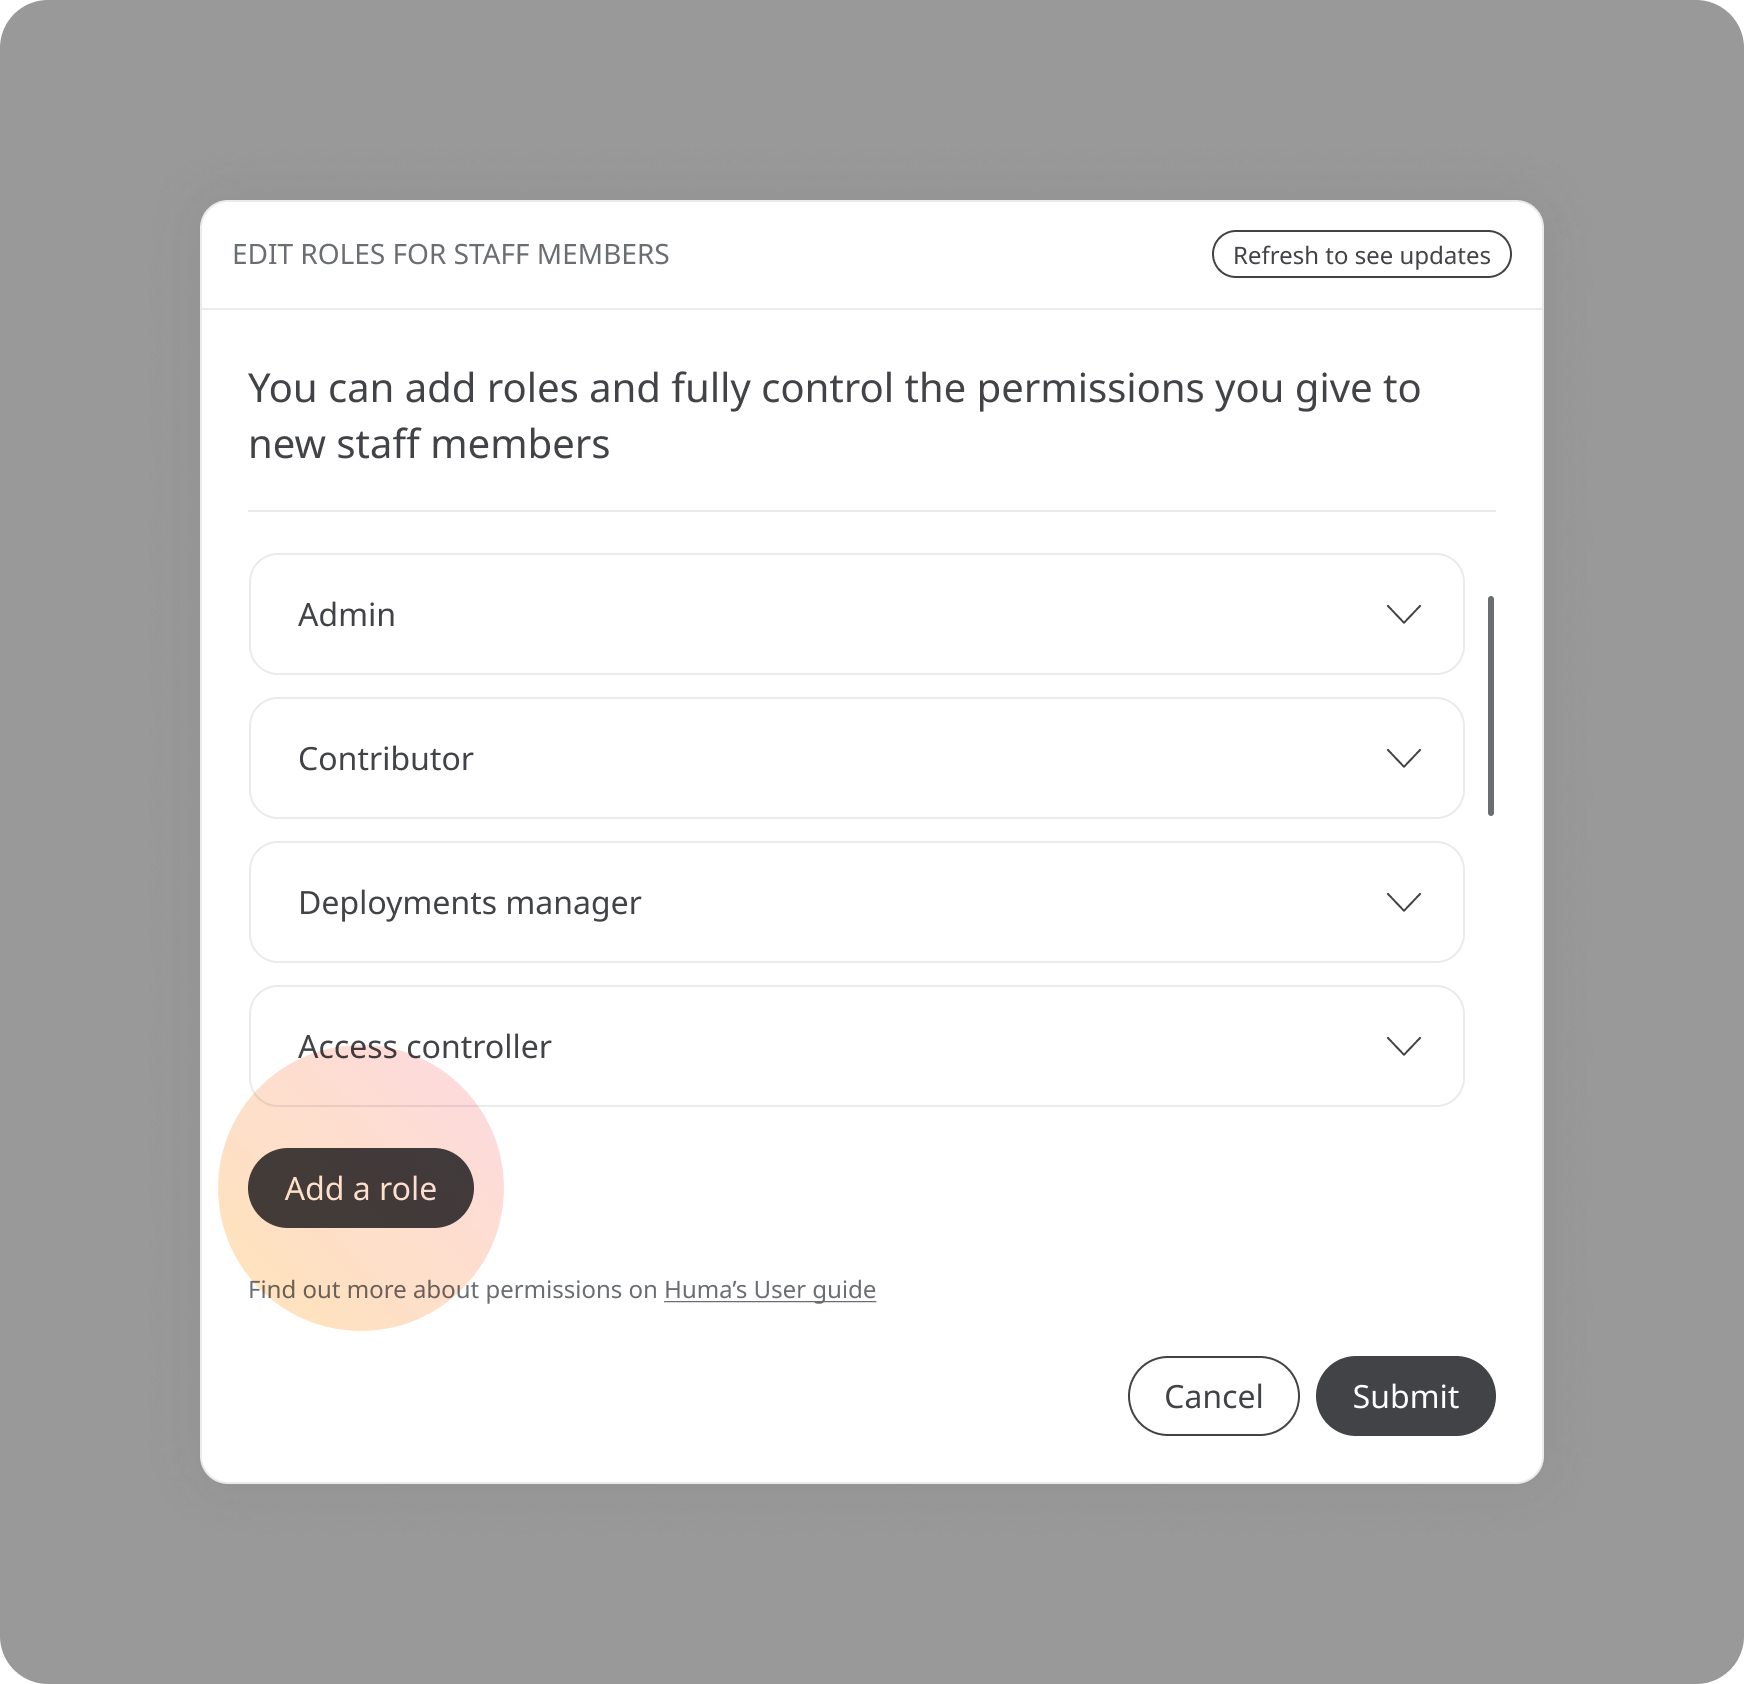 EDIT ROLES FOR STAFF MEMBERS
Refresh to see updates
You can add roles and fully control the permissions you give to
new staff members
Admin
Contributor
Deployments manager
Access controller
Add a role
Find out more about permissions on Huma’s User guide
Cancel
Submit